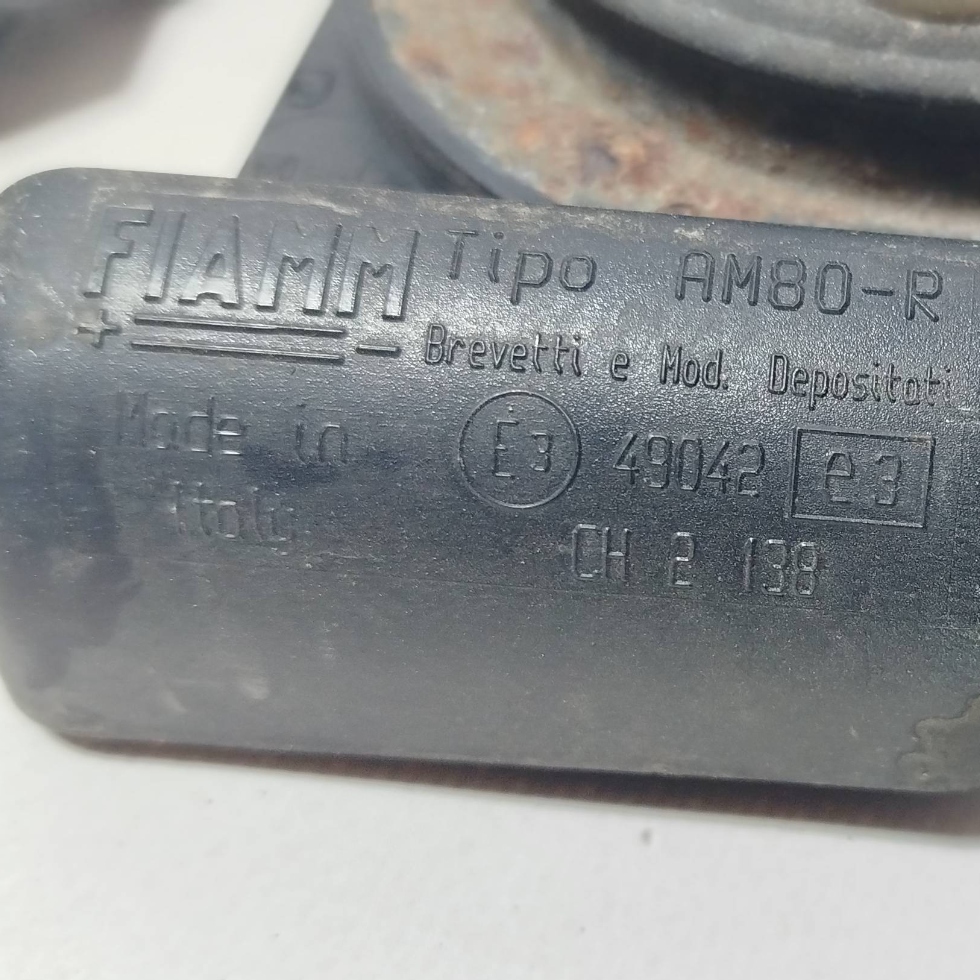 FIAMM Tipo AM80-R
+ - Brevetti e Mod. Depositati
Made in E3 49042 e3
Italy CH 2 138